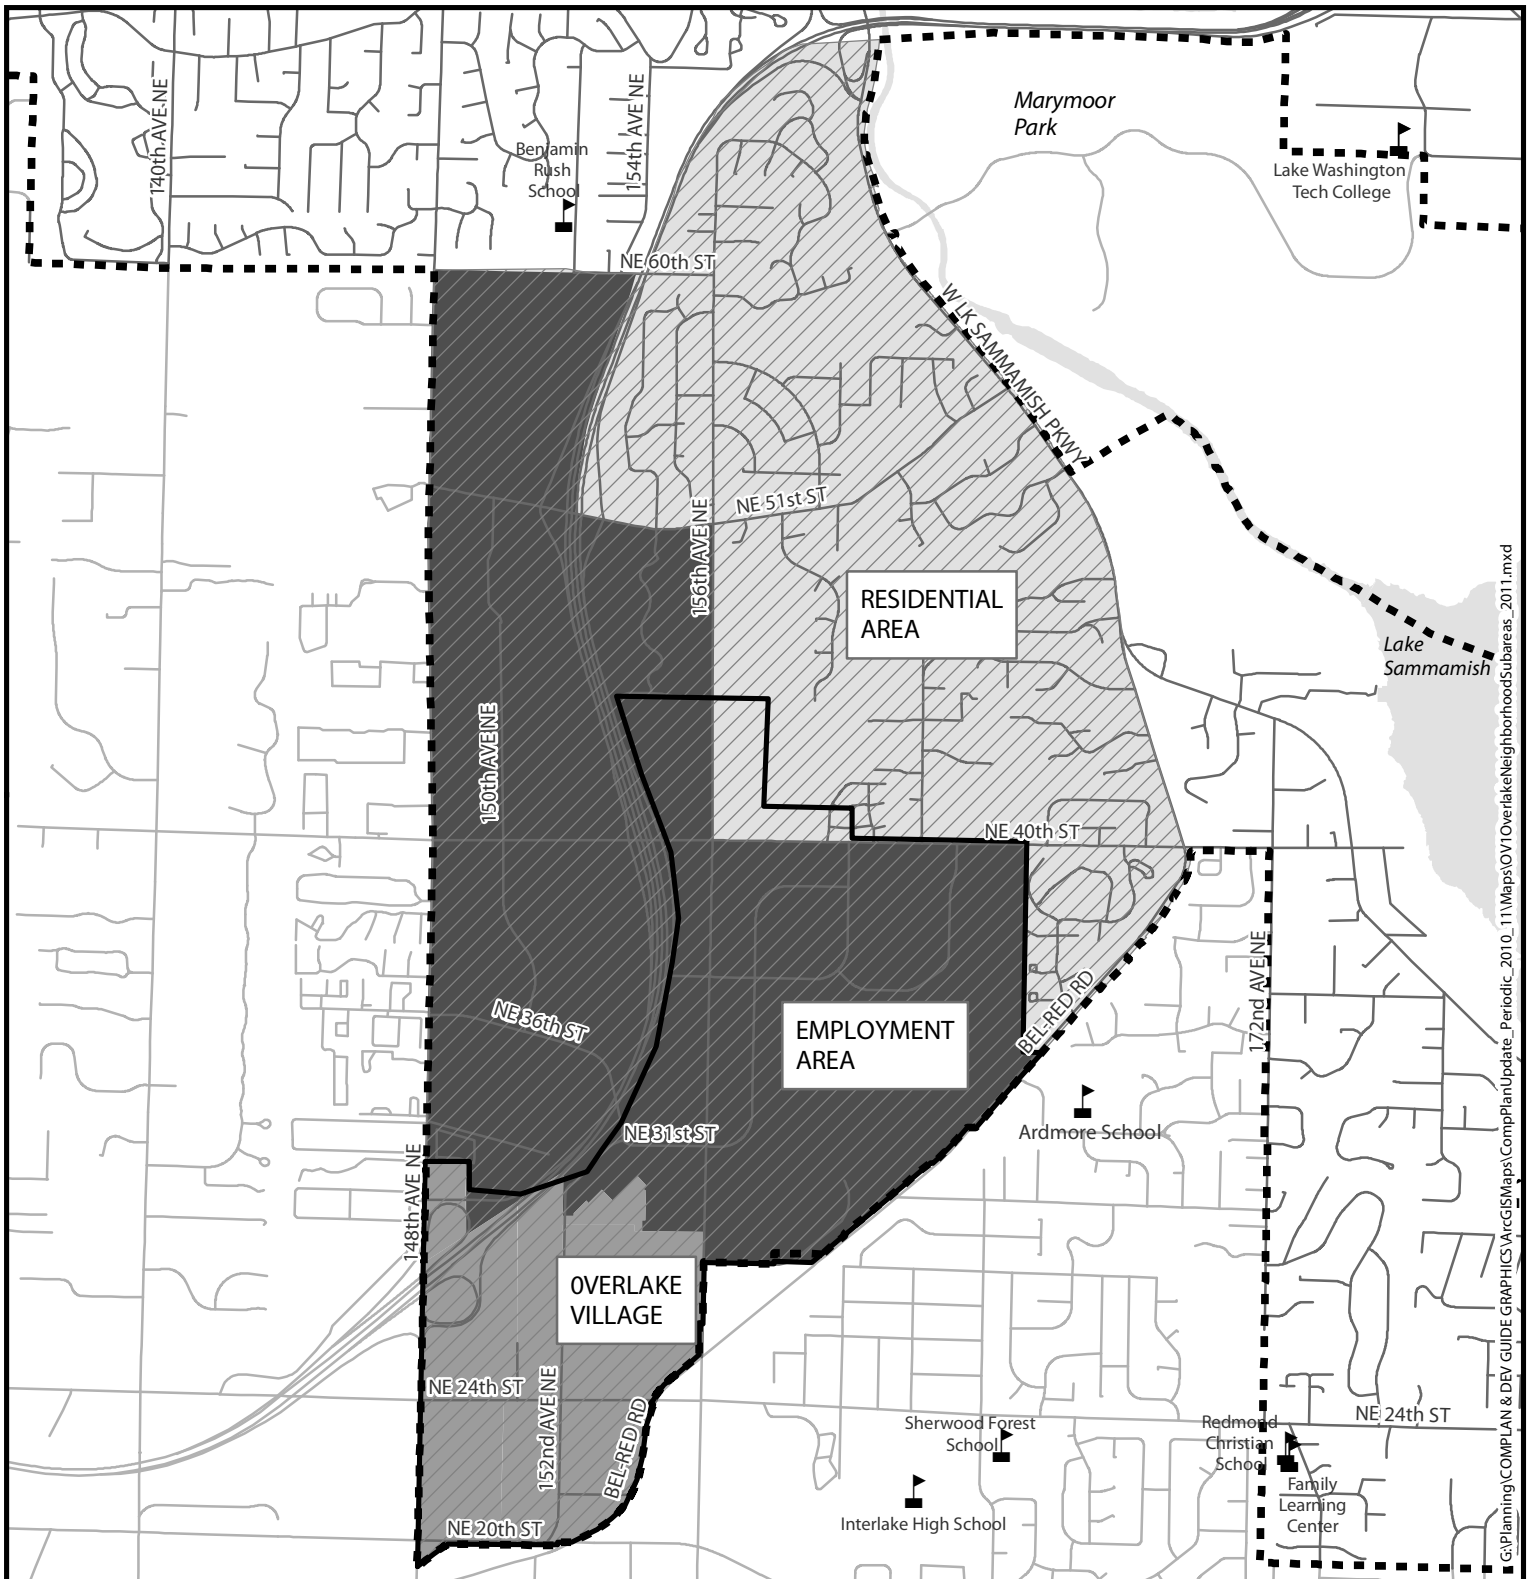 140th AVE NE
Benjamin
Rush
School
154th AVE NE
Marymoor
Park
Lake Washington
Tech College
NE 60th ST
W LK SAMMAMISH PKWY
NE 51st ST
156th AVE NE
RESIDENTIAL
AREA
Lake
Sammamish
150th AVE NE
NE 40th ST
NE 36th ST
EMPLOYMENT
AREA
BEL-RED RD
172nd AVE NE
NE 31st ST
Ardmore School
148th AVE NE
0VERLAKE
VILLAGE
NE 24th ST
152nd AVE NE
BEL-RED RD
NE 20th ST
Sherwood Forest
School
Interlake High School
Redmond
Christian
School
NE 24th ST
Family
Learning
Center
G:\Planning\COMPLAN & DEV GUIDE GRAPHICS\ArcGISMaps\CompPlanUpdate_Periodic_2010_11\Maps\OV1OverlakeNeighborhoodSubareas_2011.mxd